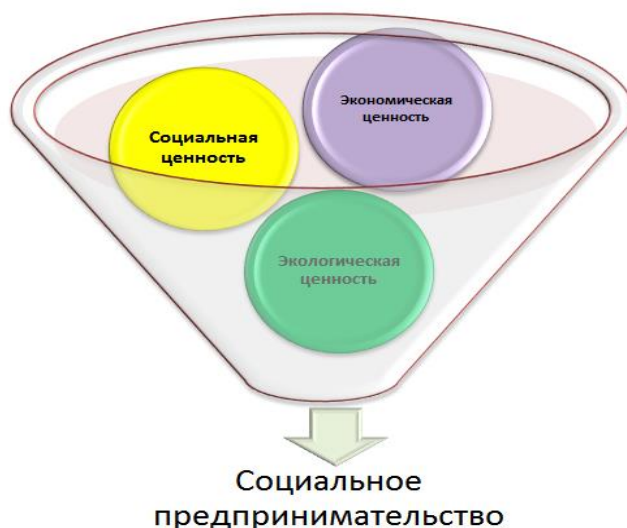 Экономическая
ценность
Социальная
ценность
Экологическая
ценность
Социальное
предпринимательство